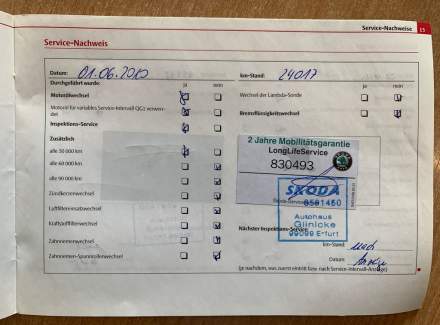 Service-Nachweise 15
Service-Nachweis
Datum: 01.06.2010 km-Stand: 24017
Durchgeführt wurde: ja nein ja nein
Motorölwechsel
Wechsel der Lambda-Sonde
Motoröl für variables Service-Intervall (QG1) verwendet
Bremsflüssigkeitswechsel
Inspektions-Service
Zusätzlich
alle 30 000 km
alle 60 000 km
alle 90 000 km
Zündkerzenwechsel
Luftfiltereinsatzwechsel
Kraftstofffilterwechsel
Zahnriemenwechsel
Zahnriemen-Spannrollenwechsel
2 Jahre Mobilitätsgarantie
LongLifeService
830493
SKODA
Autohaus
Glinicke
99099 Erfurt
Nächster Inspektions-Service
km-Stand: nach
Datum: Anzeige
(je nachdem, was zuerst eintritt bzw. nach Service-Intervall-Anzeige)